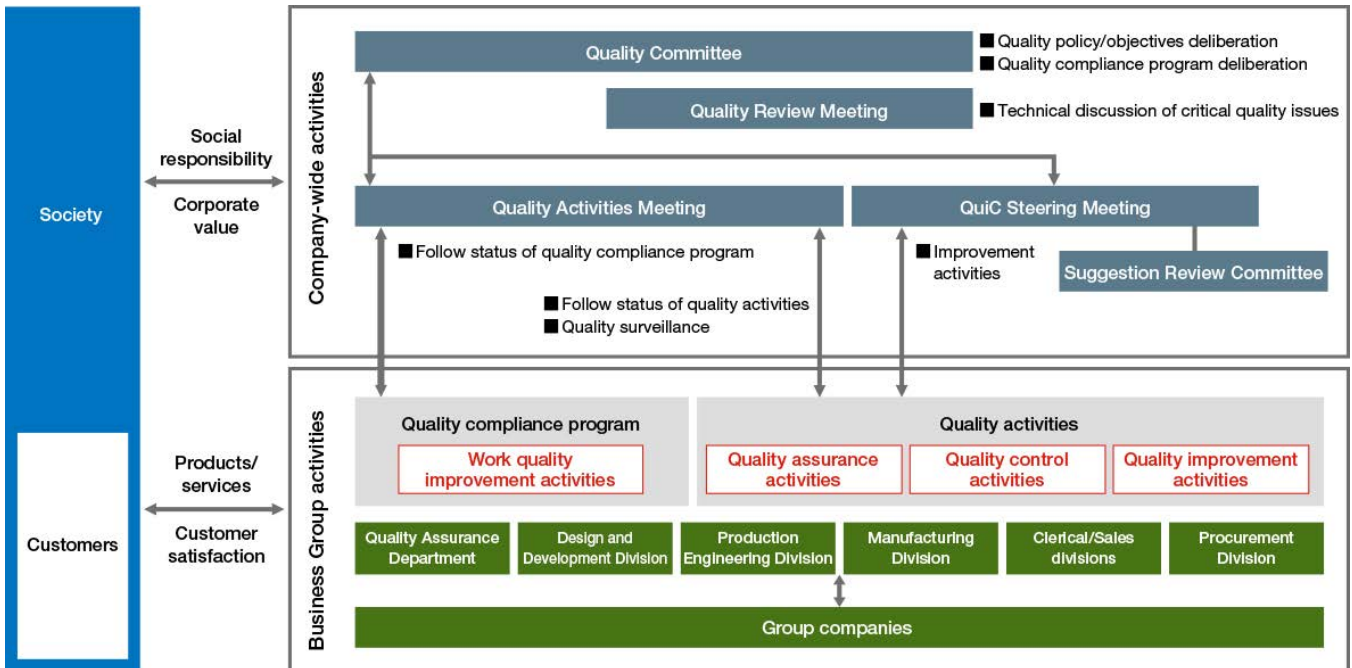 Society
Customers
Social
responsibility
Corporate
value
Products/
services
Customer
satisfaction
Company-wide activities
Quality Committee
■ Quality policy/objectives deliberation
■ Quality compliance program deliberation
Quality Review Meeting
■ Technical discussion of critical quality issues
Quality Activities Meeting
QuiC Steering Meeting
■ Follow status of quality compliance program
■ Improvement
activities
Suggestion Review Committee
■ Follow status of quality activities
■ Quality surveillance
Business Group activities
Quality compliance program
Work quality
improvement activities
Quality activities
Quality assurance
activities
Quality control
activities
Quality improvement
activities
Quality Assurance
Department
Design and
Development Division
Production
Engineering Division
Manufacturing
Division
Clerical/Sales
divisions
Procurement
Division
Group companies